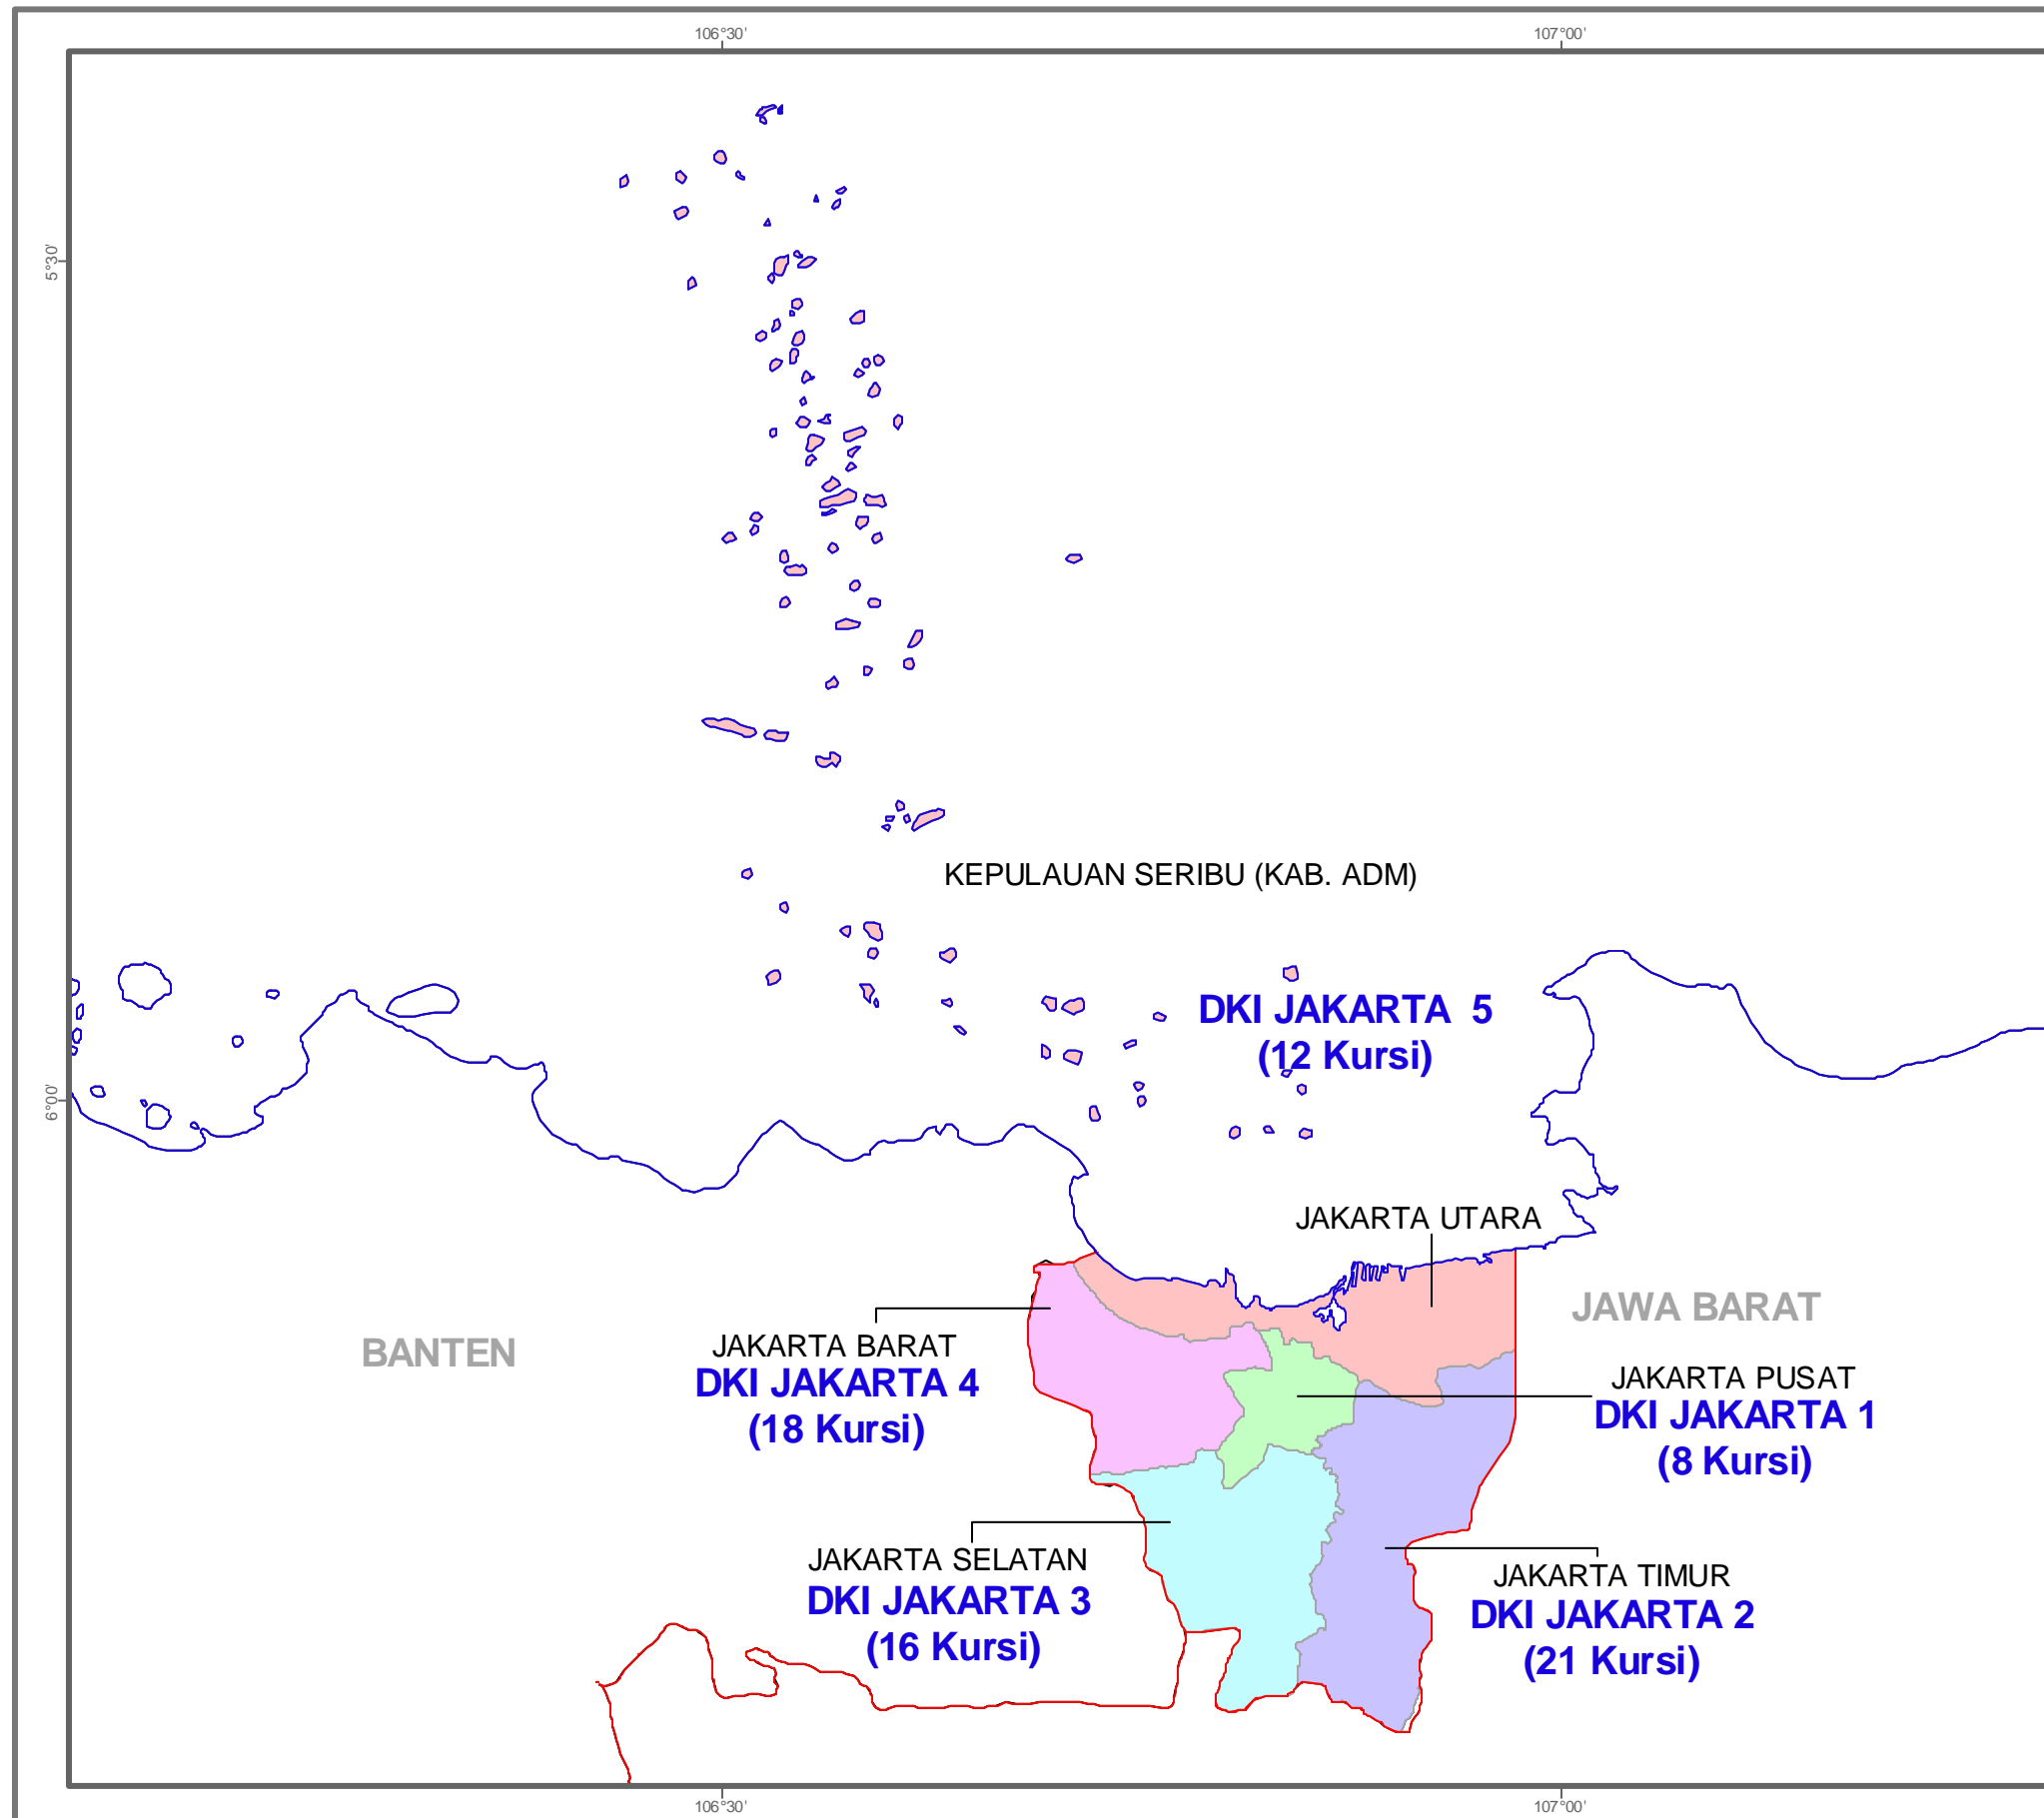 106°30'
107°00'
5°30'
KEPULAUAN SERIBU (KAB. ADM)
DKI JAKARTA  5
(12 Kursi)
6°00'
JAKARTA UTARA
JAWA BARAT
BANTEN
JAKARTA BARAT
DKI JAKARTA 4
(18 Kursi)
JAKARTA PUSAT
DKI JAKARTA 1
(8 Kursi)
JAKARTA SELATAN
DKI JAKARTA 3
(16 Kursi)
JAKARTA TIMUR
DKI JAKARTA 2
(21 Kursi)
106°30'
107°00'